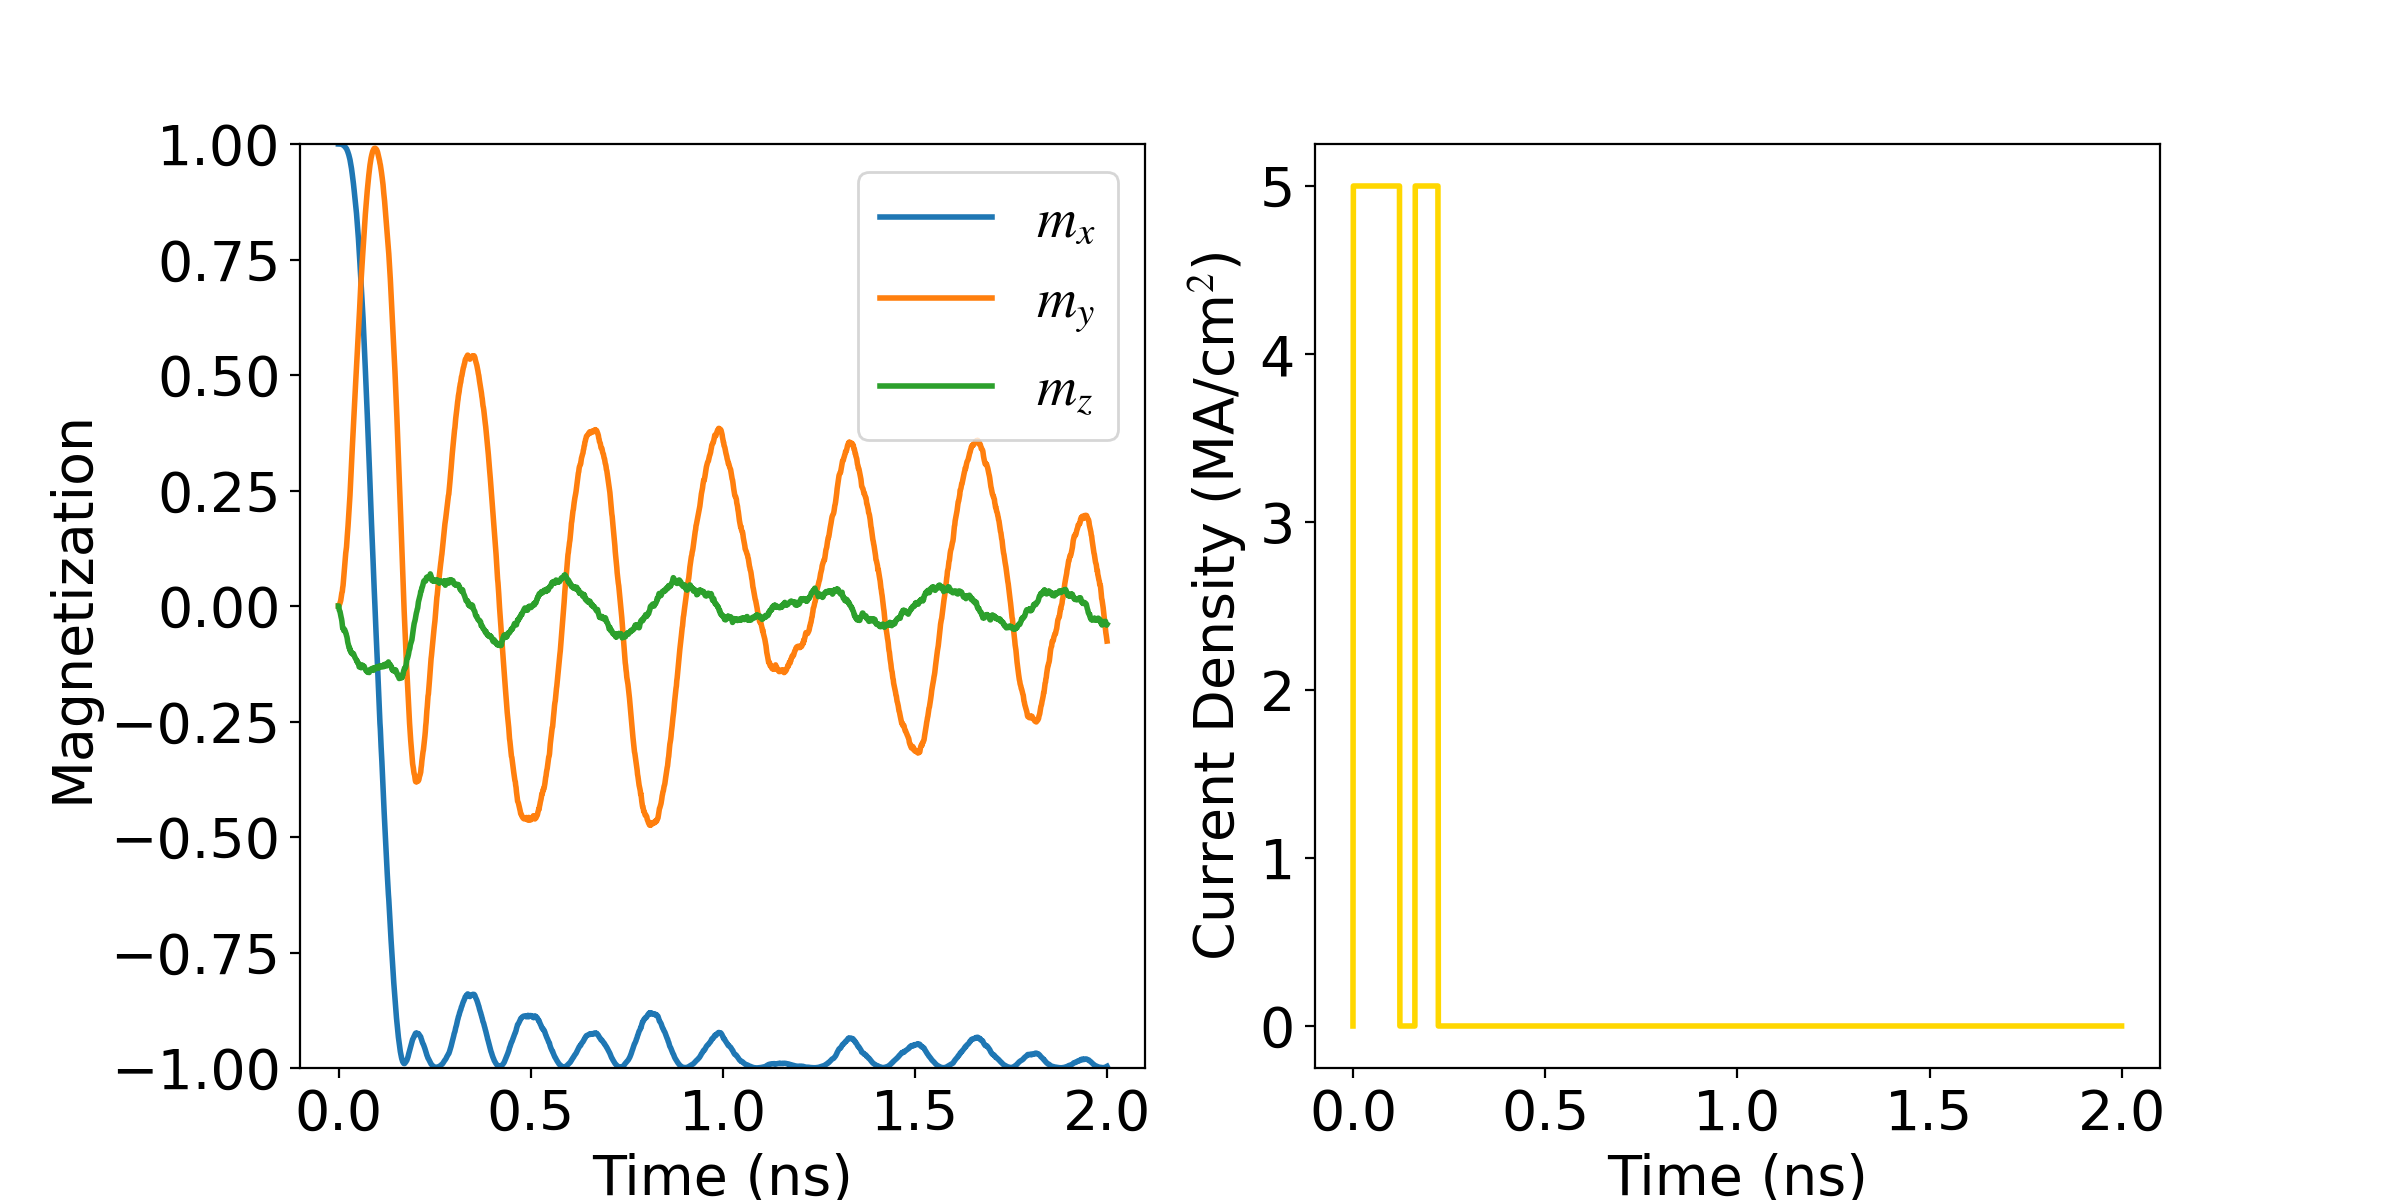 1.00
0.75
0.50
0.25
0.00
−0.25
−0.50
−0.75
−1.00
Magnetization
0.0 0.5 1.0 1.5 2.0
Time (ns)
m_x
m_y
m_z
5
4
3
2
1
0
Current Density (MA/cm²)
0.0 0.5 1.0 1.5 2.0
Time (ns)